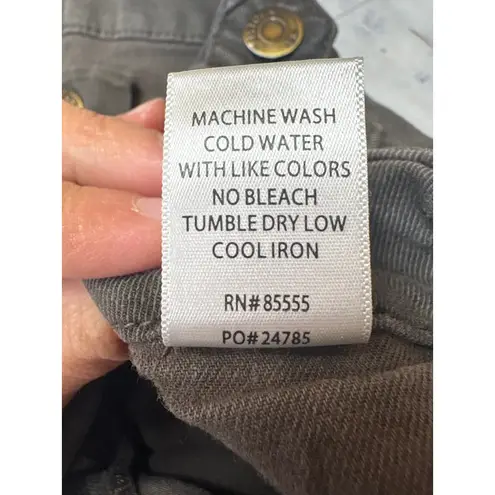 MACHINE WASH
COLD WATER
WITH LIKE COLORS
NO BLEACH
TUMBLE DRY LOW
COOL IRON
RN# 85555
PO# 24785